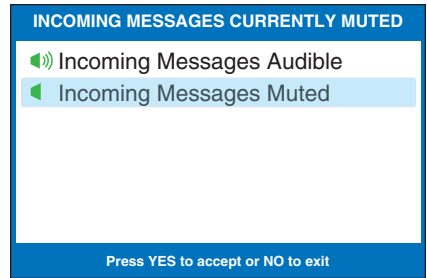 INCOMING MESSAGES CURRENTLY MUTED
Incoming Messages Audible
Incoming Messages Muted
Press YES to accept or NO to exit